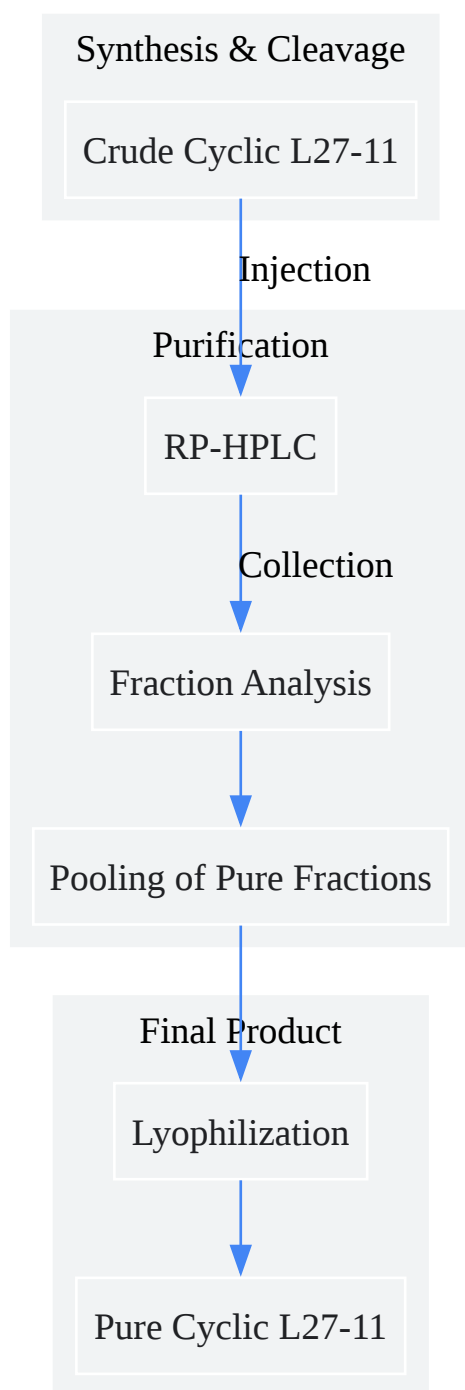 Synthesis & Cleavage
Crude Cyclic L27-11
Injection
Purification
RP-HPLC
Collection
Fraction Analysis
Pooling of Pure Fractions
Final Product
Lyophilization
Pure Cyclic L27-11